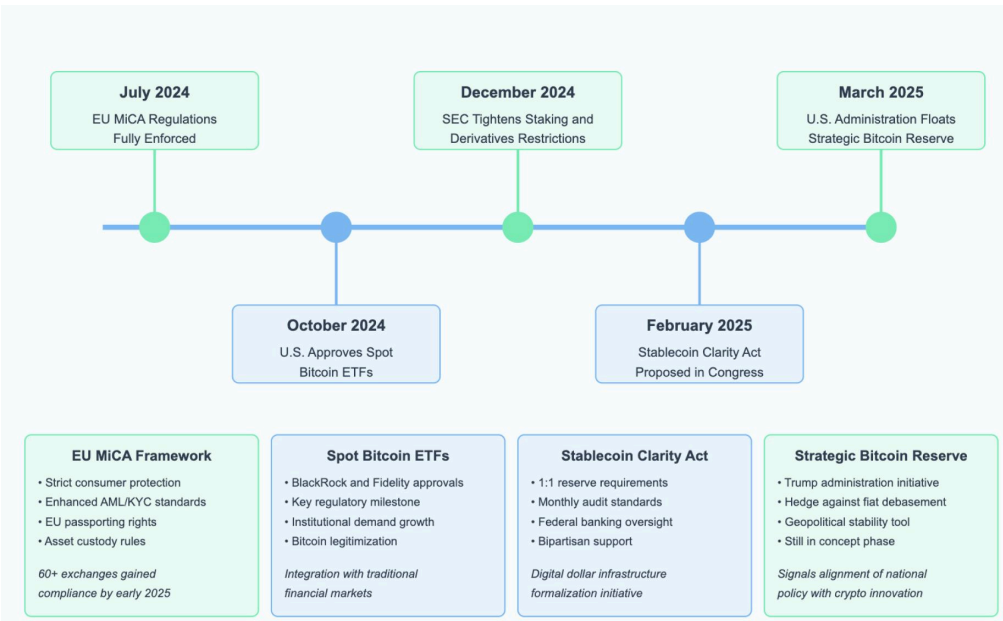 July 2024
EU MiCA Regulations
Fully Enforced
December 2024
SEC Tightens Staking and
Derivatives Restrictions
March 2025
U.S. Administration Floats
Strategic Bitcoin Reserve
October 2024
U.S. Approves Spot
Bitcoin ETFs
February 2025
Stablecoin Clarity Act
Proposed in Congress
EU MiCA Framework
• Strict consumer protection
• Enhanced AML/KYC standards
• EU passporting rights
• Asset custody rules
60+ exchanges gained
compliance by early 2025
Spot Bitcoin ETFs
• BlackRock and Fidelity approvals
• Key regulatory milestone
• Institutional demand growth
• Bitcoin legitimization
Integration with traditional
financial markets
Stablecoin Clarity Act
• 1:1 reserve requirements
• Monthly audit standards
• Federal banking oversight
• Bipartisan support
Digital dollar infrastructure
formalization initiative
Strategic Bitcoin Reserve
• Trump administration initiative
• Hedge against fiat debasement
• Geopolitical stability tool
• Still in concept phase
Signals alignment of national
policy with crypto innovation